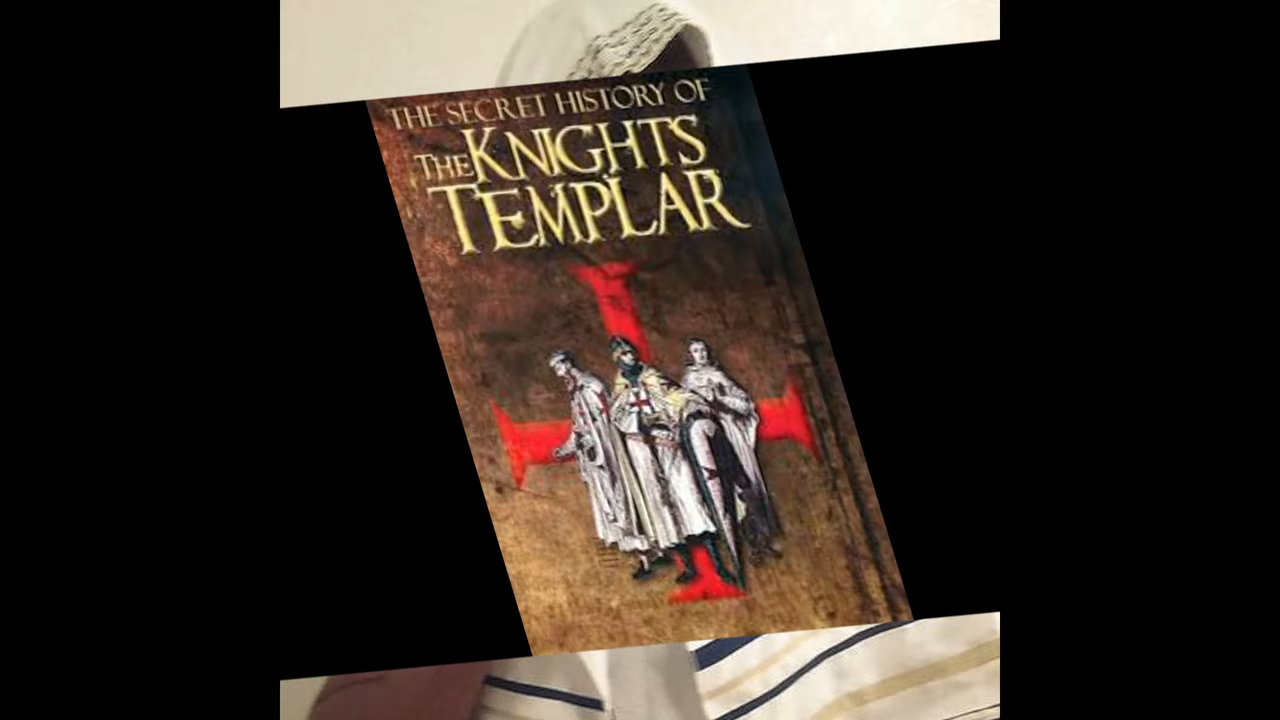 THE SECRET HISTORY OF
THE KNIGHTS
TEMPLAR